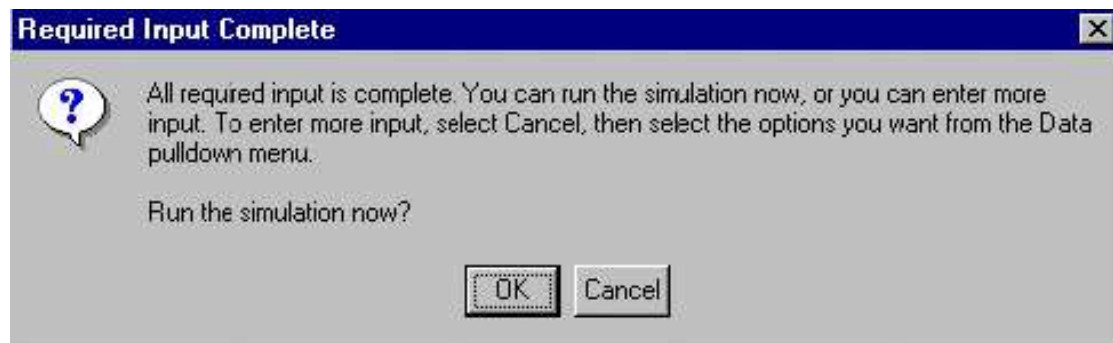 Required Input Complete
All required input is complete. You can run the simulation now, or you can enter more
input. To enter more input, select Cancel, then select the options you want from the Data
pulldown menu.
Run the simulation now?
OK Cancel